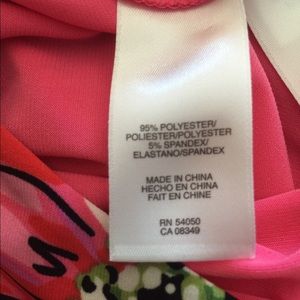 95% POLYESTER/
POLIESTER/POLYESTER
5% SPANDEX/
ELASTANO/SPANDEX
MADE IN CHINA
HECHO EN CHINA
FAIT EN CHINE
RN 54050
CA 08349